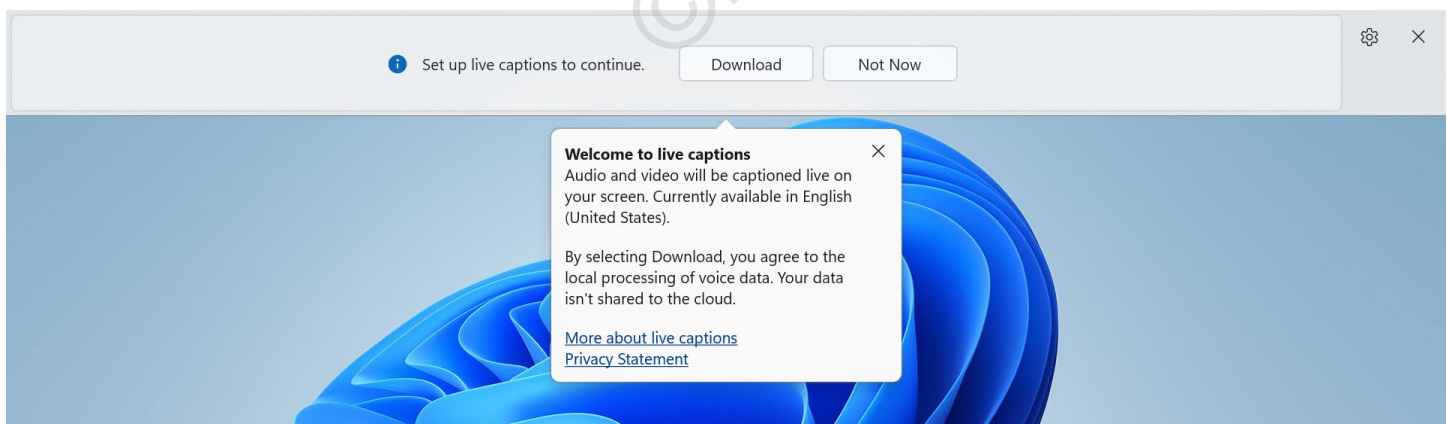 Set up live captions to continue.
Download
Not Now
Welcome to live captions
Audio and video will be captioned live on
your screen. Currently available in English
(United States).
By selecting Download, you agree to the
local processing of voice data. Your data
isn't shared to the cloud.
More about live captions
Privacy Statement